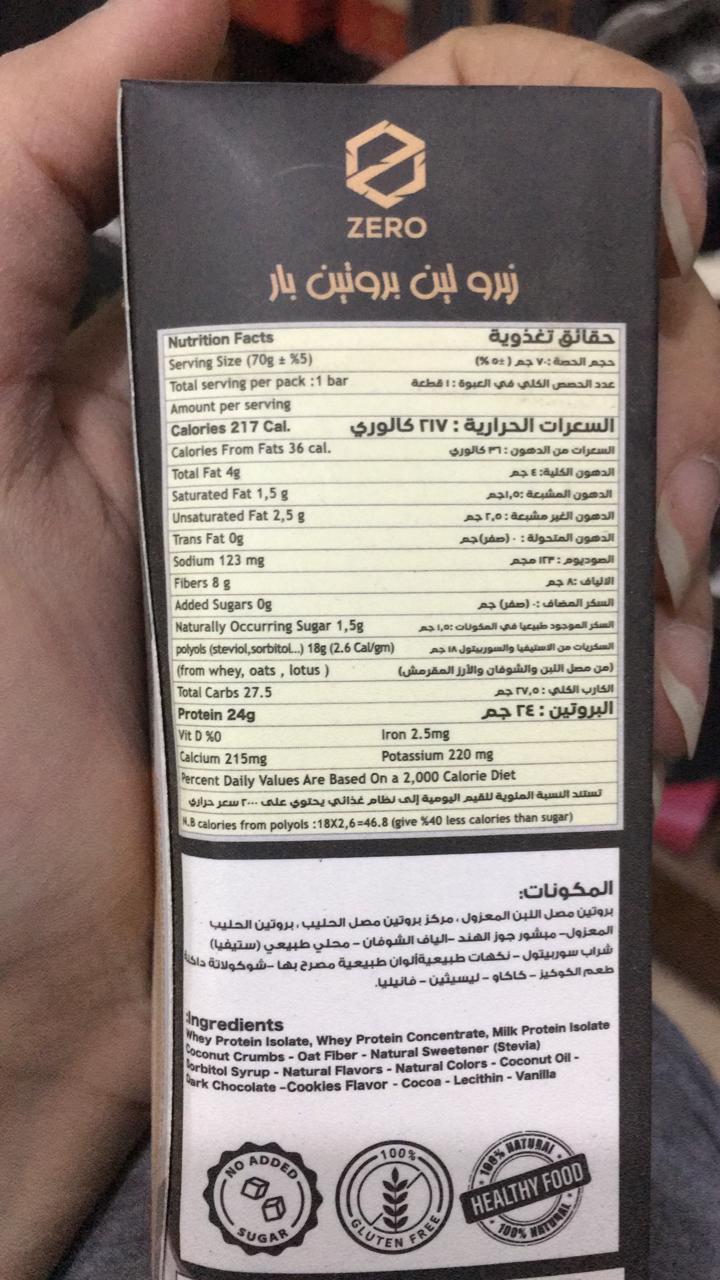 ZERO
زيرو لين بروتين بار
Nutrition Facts حقائق تغذوية
Serving Size (70g ± %5) حجم الحصة :٧٠ جم (±٥ %)
Total serving per pack :1 bar عدد الحصص الكلي في العبوة : ١ قطعة
Amount per serving
Calories 217 Cal. السعرات الحرارية : ٢١٧ كالوري
Calories From Fats 36 cal. السعرات من الدهون : ٣٦ كالوري
Total Fat 4g الدهون الكلية: ٤ جم
Saturated Fat 1,5 g الدهون المشبعة :١,٥جم
Unsaturated Fat 2,5 g الدهون الغير مشبعة : ٢,٥ جم
Trans Fat 0g الدهون المتحولة : ٠ (صفر)جم
Sodium 123 mg الصوديوم : ١٢٣ مجم
Fibers 8 g الالياف :٨ جم
Added Sugars 0g السكر المضاف :٠ (صفر) جم
Naturally Occurring Sugar 1,5g السكر الموجود طبيعيا في المكونات :١,٥ جم
polyols (steviol,sorbitol...) 18g (2.6 Cal/gm) السكريات من الاستيفيا والسوربيتول ١٨ جم
(from whey, oats , lotus ) (من مصل اللبن والشوفان والأرز المقرمش)
Total Carbs 27.5 الكارب الكلي : ٢٧,٥ جم
Protein 24g البروتين : ٢٤ جم
Vit D %0 Iron 2.5mg
Calcium 215mg Potassium 220 mg
Percent Daily Values Are Based On a 2,000 Calorie Diet
تستند النسبة المئوية للقيم اليومية إلى نظام غذائي يحتوي على ٢٠٠٠ سعر حراري
N.B calories from polyols :18X2,6=46.8 (give %40 less calories than sugar)
المكونات:
بروتين مصل اللبن المعزول ، مركز بروتين مصل الحليب ، بروتين الحليب
المعزول- مبشور جوز الهند -الياف الشوفان - محلي طبيعي (ستيفيا)
شراب سوربيتول - نكهات طبيعيةألوان طبيعية مصرح بها -شوكولاتة داكنة
طعم الكوكيز - كاكاو - ليسيثين - فانيليا.
Ingredients:
Whey Protein Isolate, Whey Protein Concentrate, Milk Protein Isolate
Coconut Crumbs - Oat Fiber - Natural Sweetener (Stevia)
Sorbitol Syrup - Natural Flavors - Natural Colors - Coconut Oil -
Dark Chocolate -Cookies Flavor - Cocoa - Lecithin - Vanilla
NO ADDED
SUGAR
100%
GLUTEN FREE
100% NATURAL
HEALTHY FOOD
100% NATURAL